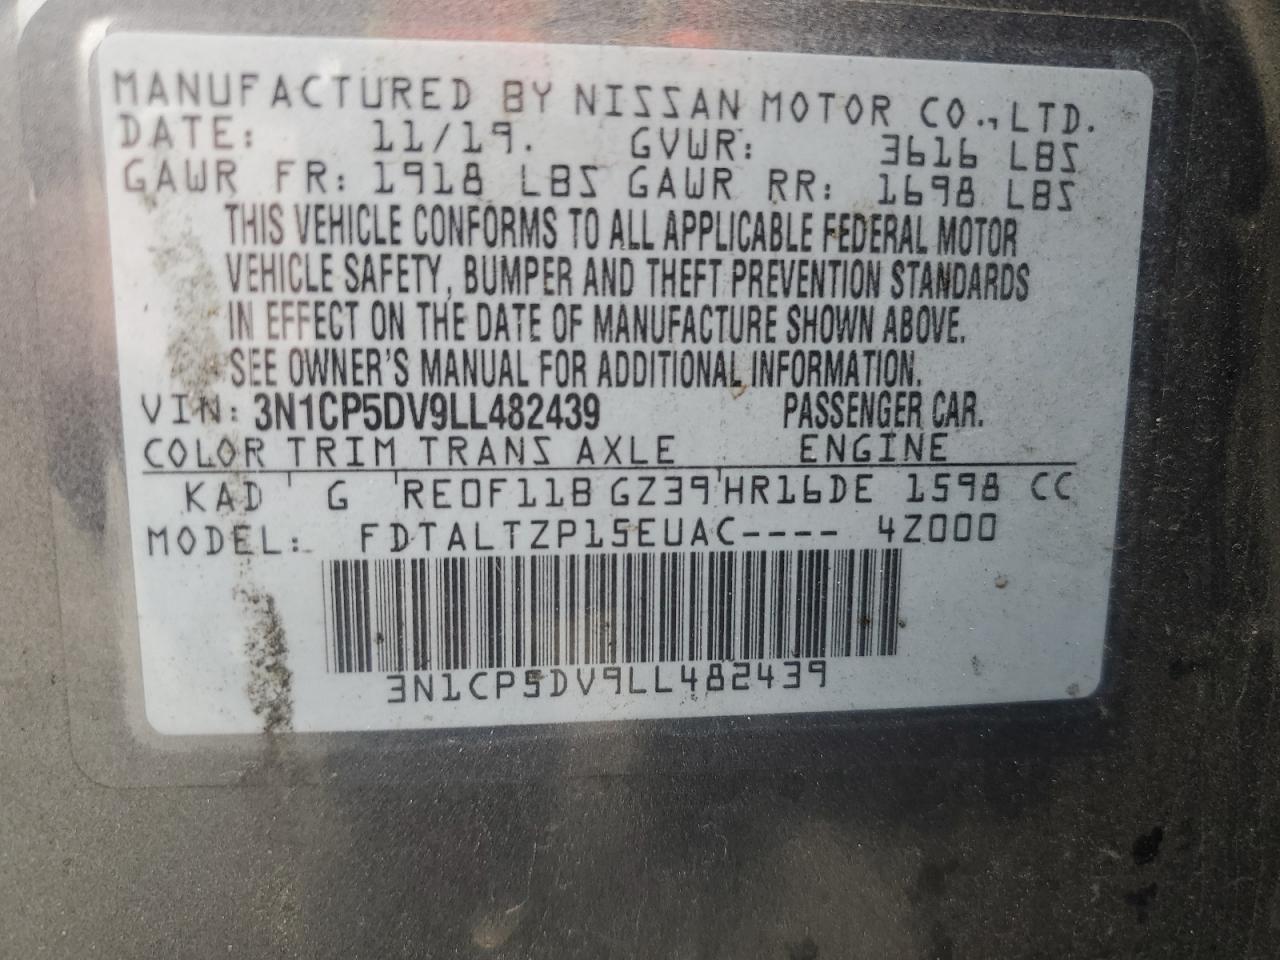 MANUFACTURED BY NISSAN MOTOR CO., LTD.
DATE: 11/19. GVWR: 3616 LBS
GAWR FR: 1918 LBS GAWR RR: 1698 LBS
THIS VEHICLE CONFORMS TO ALL APPLICABLE FEDERAL MOTOR
VEHICLE SAFETY, BUMPER AND THEFT PREVENTION STANDARDS
IN EFFECT ON THE DATE OF MANUFACTURE SHOWN ABOVE.
SEE OWNER'S MANUAL FOR ADDITIONAL INFORMATION.
VIN: 3N1CP5DV9LL482439 PASSENGER CAR.
COLOR TRIM TRANS AXLE ENGINE
KAD G RE0F11B GZ39 HR16DE 1598 CC
MODEL: FDTALTZP15EUAC---- 4Z000
3N1CP5DV9LL482439